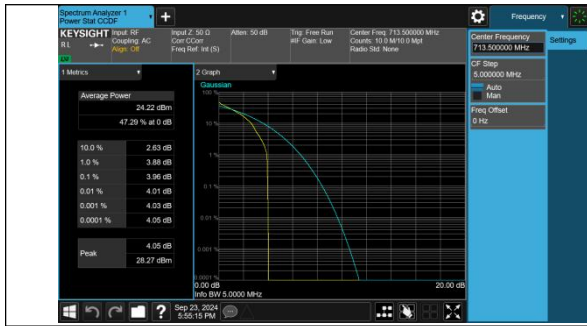 Spectrum Analyzer 1
Power Stat CCDF
Frequency
KEYSIGHT
Input: RF
Coupling: AC
Align: Off
Input Z: 50 Ω
Corr CCorr
Freq Ref: Int (S)
Atten: 50 dB
Trig: Free Run
#IF Gain: Low
Center Freq: 713.500000 MHz
Counts: 10.0 M/10.0 Mpt
Radio Std: None
R L
Center Frequency
713.500000 MHz
Settings
CF Step
5.000000 MHz
Auto
Man
Freq Offset
0 Hz
1 Metrics
Average Power
24.22 dBm
47.29 % at 0 dB
10.0 % 2.63 dB
1.0 % 3.88 dB
0.1 % 3.96 dB
0.01 % 4.01 dB
0.001 % 4.03 dB
0.0001 % 4.05 dB
Peak
4.05 dB
28.27 dBm
2 Graph
Gaussian
100 %
10 %
1 %
0.1 %
0.01 %
0.001 %
0.0001 %
0.00 dB
20.00 dB
Info BW 5.0000 MHz
?
Sep 23, 2024
5:55:15 PM